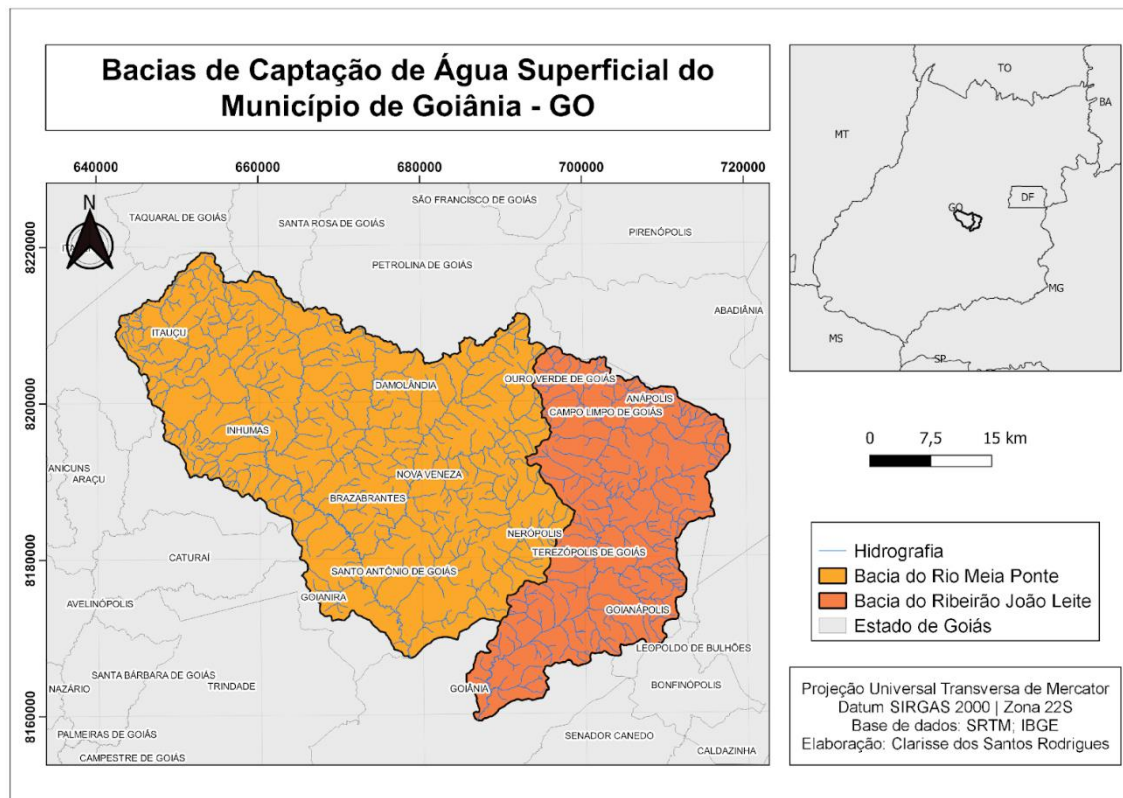 Bacias de Captação de Água Superficial do
Município de Goiânia - GO
640000
660000
680000
700000
720000
N
8220000
8200000
8180000
8160000
TAQUARAL DE GOIÁS
SANTA ROSA DE GOIÁS
SÃO FRANCISCO DE GOIÁS
PIRENÓPOLIS
PETROLINA DE GOIÁS
ABADIÂNIA
ITAUÇU
DAMOLÂNDIA
OURO VERDE DE GOIÁS
ANÁPOLIS
CAMPO LIMPO DE GOIÁS
INHUMAS
ANICUNS
ARAÇU
NOVA VENEZA
BRAZABRANTES
NERÓPOLIS
TEREZÓPOLIS DE GOIÁS
CATURAÍ
SANTO ANTÔNIO DE GOIÁS
GOIANIRA
AVELINÓPOLIS
GOIANÁPOLIS
LEOPOLDO DE BULHÕES
SANTA BÁRBARA DE GOIÁS
NAZÁRIO
TRINDADE
GOIÂNIA
BONFINÓPOLIS
PALMEIRAS DE GOIÁS
SENADOR CANEDO
CALDAZINHA
CAMPESTRE DE GOIÁS
TO
BA
MT
DF
GO
MG
MS
SP
0 7,5 15 km
Hidrografia
Bacia do Rio Meia Ponte
Bacia do Ribeirão João Leite
Estado de Goiás
Projeção Universal Transversa de Mercator
Datum SIRGAS 2000 | Zona 22S
Base de dados: SRTM; IBGE
Elaboração: Clarisse dos Santos Rodrigues